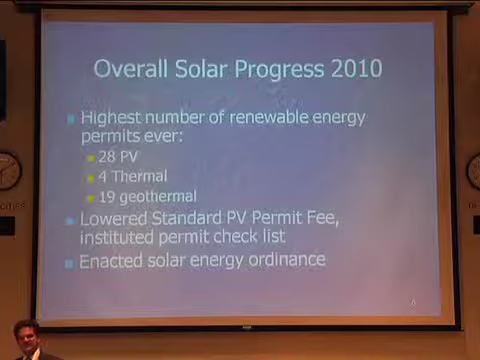 Overall Solar Progress 2010
Highest number of renewable energy
permits ever:
28 PV
4 Thermal
19 geothermal
Lowered Standard PV Permit Fee,
instituted permit check list
Enacted solar energy ordinance